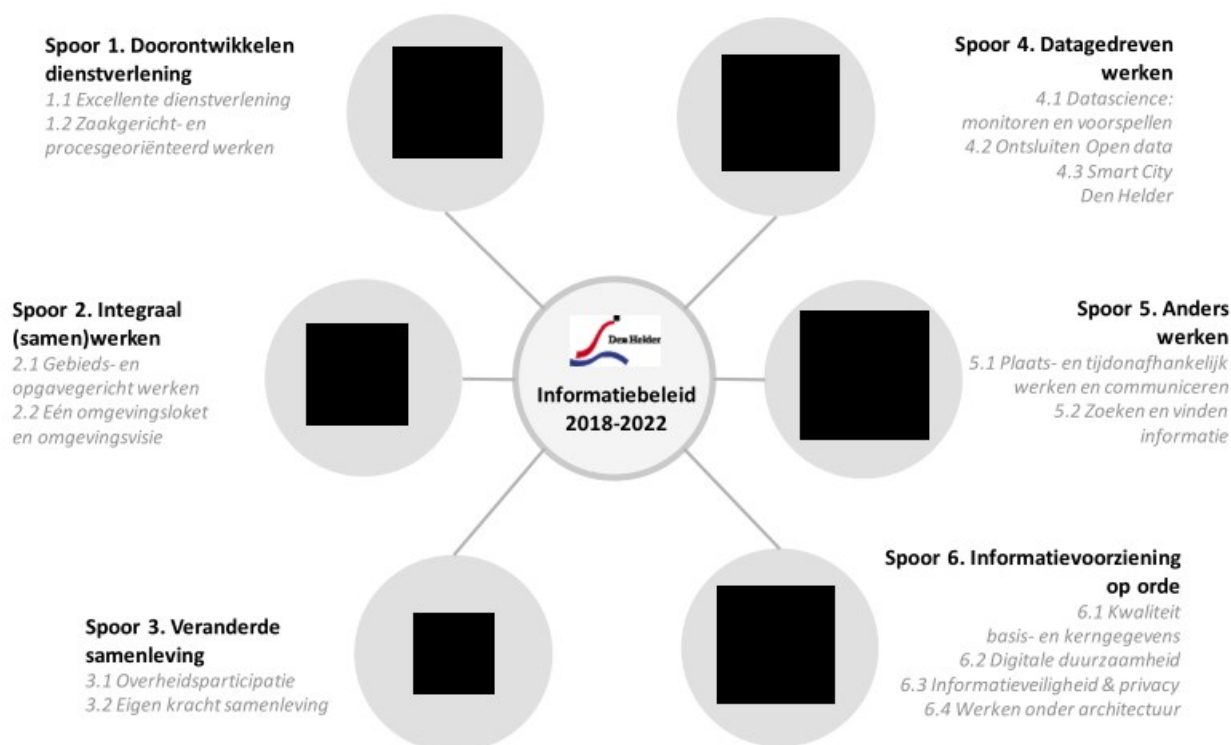 Spoor 1. Doorontwikkelen
dienstverlening
1.1 Excellente dienstverlening
1.2 Zaakgericht- en
procesgeoriënteerd werken
Spoor 2. Integraal
(samen)werken
2.1 Gebieds- en
opgavegericht werken
2.2 Eén omgevingsloket
en omgevingsvisie
Spoor 3. Veranderde
samenleving
3.1 Overheidsparticipatie
3.2 Eigen kracht samenleving
Den Helder
Informatiebeleid
2018-2022
Spoor 4. Datagedreven
werken
4.1 Datascience:
monitoren en voorspellen
4.2 Ontsluiten Open data
4.3 Smart City
Den Helder
Spoor 5. Anders
werken
5.1 Plaats- en tijdonafhankelijk
werken en communiceren
5.2 Zoeken en vinden
informatie
Spoor 6. Informatievoorziening
op orde
6.1 Kwaliteit
basis- en kerngegevens
6.2 Digitale duurzaamheid
6.3 Informatieveiligheid & privacy
6.4 Werken onder architectuur